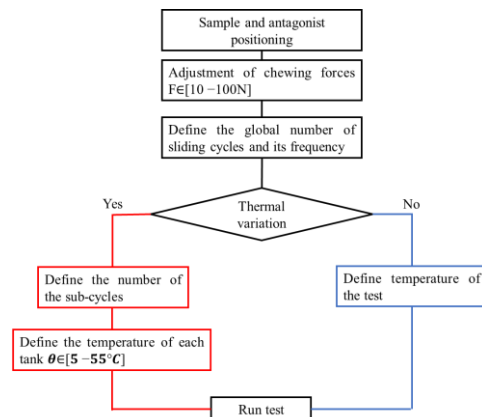 Sample and antagonist
positioning
Adjustment of chewing forces
F∈[10 −100N]
Define the global number of
sliding cycles and its frequency
Yes
Thermal
variation
No
Define the number of
the sub-cycles
Define temperature of
the test
Define the temperature of each
tank θ∈[5 −55°C]
Run test